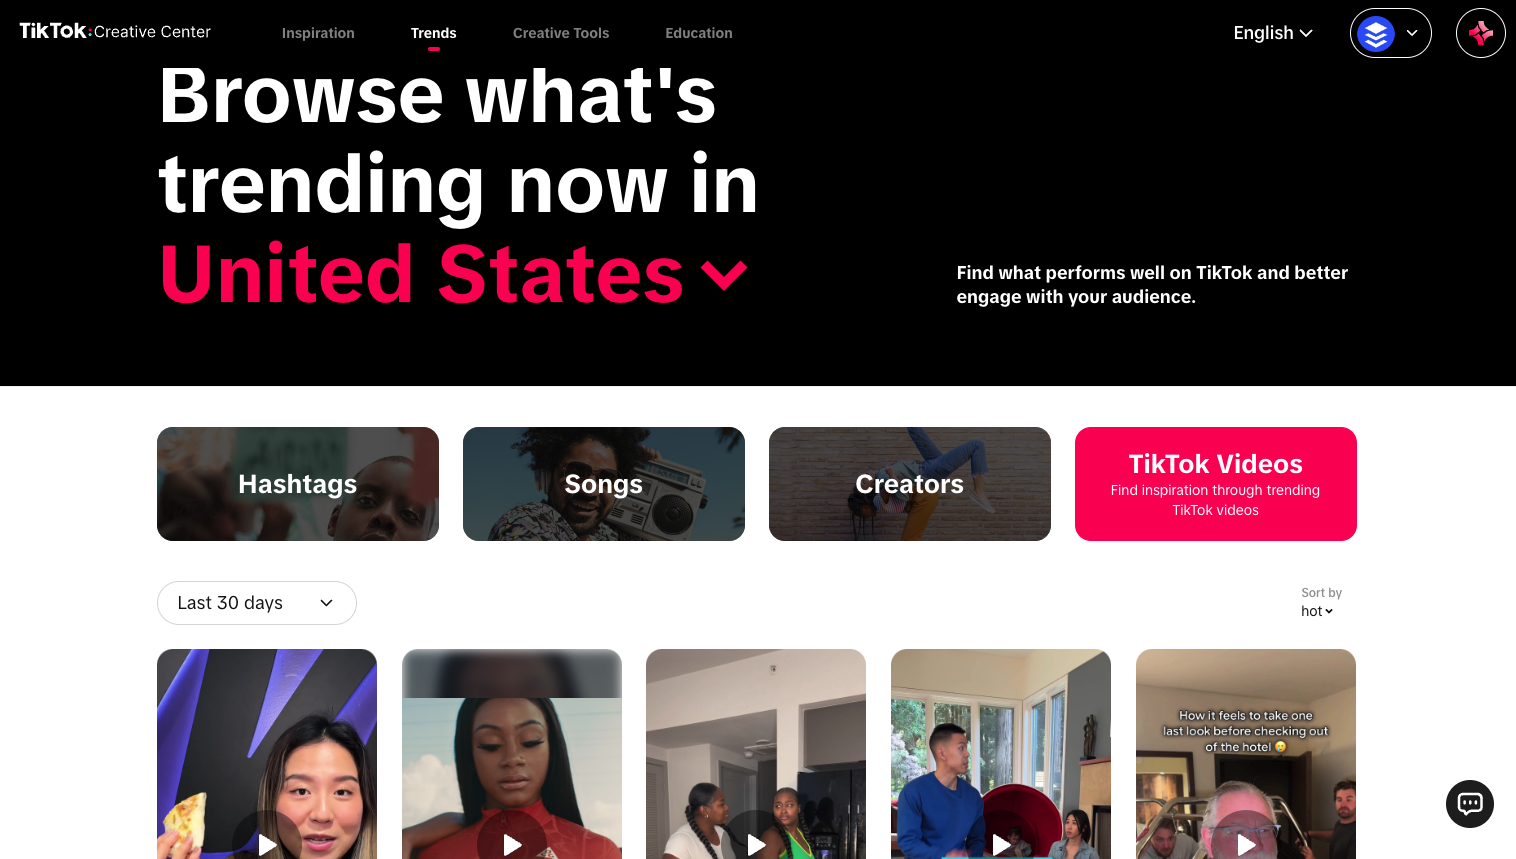 TikTok:Creative Center
Inspiration
Trends
Creative Tools
Education
English
Browse what's
trending now in
United States
Find what performs well on TikTok and better
engage with your audience.
Hashtags
Songs
Creators
TikTok Videos
Find inspiration through trending
TikTok videos
Last 30 days
Sort by
hot
How it feels to take one
last look before checking out
of the hotel 🥲